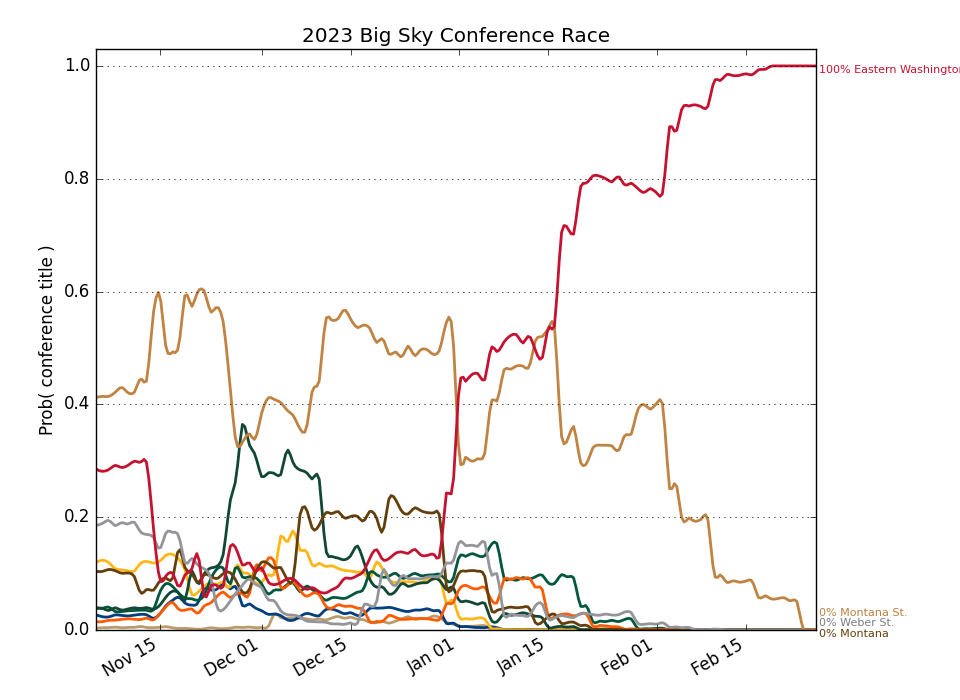 2023 Big Sky Conference Race
Prob( conference title )
1.0
0.8
0.6
0.4
0.2
0.0
100% Eastern Washington
0% Montana St.
0% Weber St.
0% Montana
Nov 15
Dec 01
Dec 15
Jan 01
Jan 15
Feb 01
Feb 15